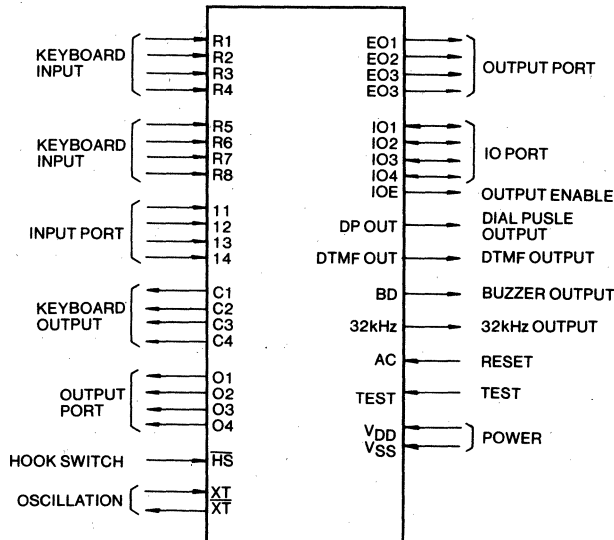 KEYBOARD
INPUT
R1
R2
R3
R4
KEYBOARD
INPUT
R5
R6
R7
R8
INPUT PORT
11
12
13
14
KEYBOARD
OUTPUT
C1
C2
C3
C4
OUTPUT
PORT
O1
O2
O3
O4
HOOK SWITCH
HS
OSCILLATION
XT
XT
EO1
EO2
EO3
EO3
OUTPUT PORT
IO1
IO2
IO3
IO4
IO PORT
IOE
OUTPUT ENABLE
DP OUT
DIAL PUSLE
OUTPUT
DTMF OUT
DTMF OUTPUT
BD
BUZZER OUTPUT
32kHz
32kHz OUTPUT
AC
RESET
TEST
TEST
VDD
VSS
POWER